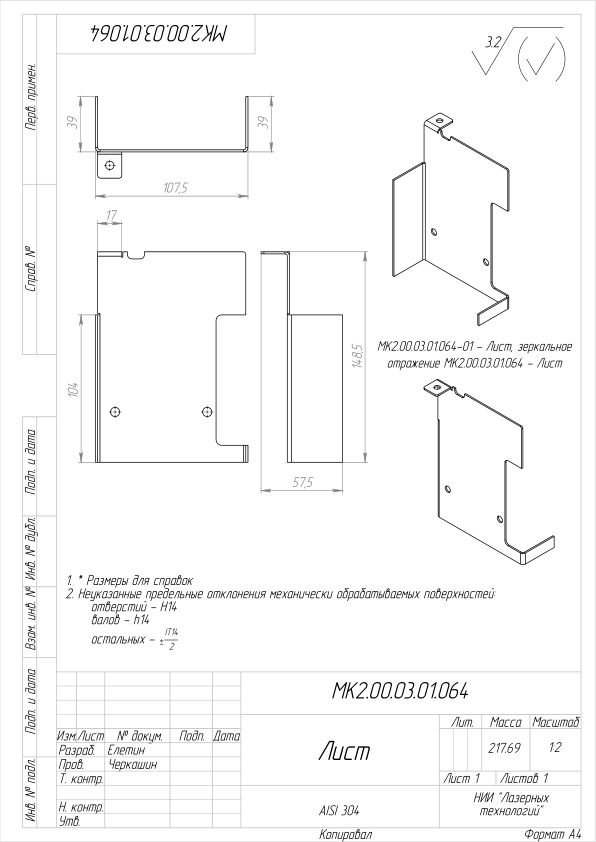 МК2.00.03.01.064
3.2
Перв. примен.
39
39
107,5
17
Справ. №
148,5
104
57,5
МК2.00.03.01.064-01 - Лист, зеркальное
отражение МК2.00.03.01.064 - Лист
Подп. и дата
Инв. № дубл.
Взам. инв. №
Подп. и дата
Инв. № подл.
1. * Размеры для справок
2. Неуказанные предельные отклонения механически обрабатываемых поверхностей:
отверстий - Н14
валов - h14
остальных - ± IT14
2
МК2.00.03.01.064
Изм. Лист № докум. Подп. Дата
Разраб. Елетин
Пров. Черкашин
Т. контр.
Н. контр.
Утв.
Лист
Лит. Масса Масштаб
217.69 1:2
Лист 1 Листов 1
AISI 304
НИИ "Лазерных
технологий"
Копировал Формат А4